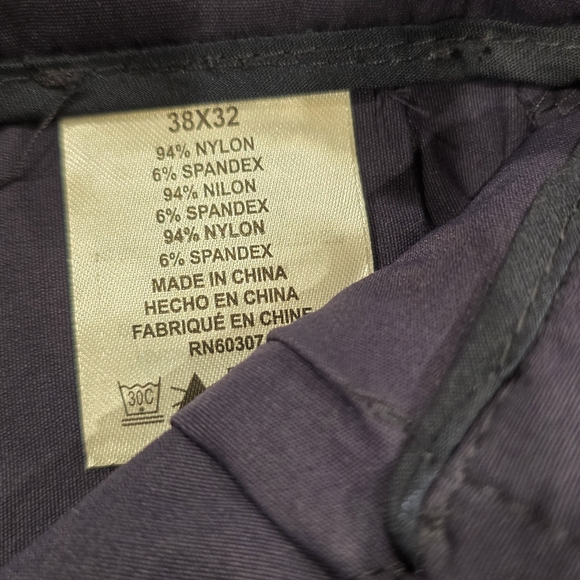 38X32
94% NYLON
6% SPANDEX
94% NILON
6% SPANDEX
94% NYLON
6% SPANDEX
MADE IN CHINA
HECHO EN CHINA
FABRIQUÉ EN CHINE
RN60307
30C